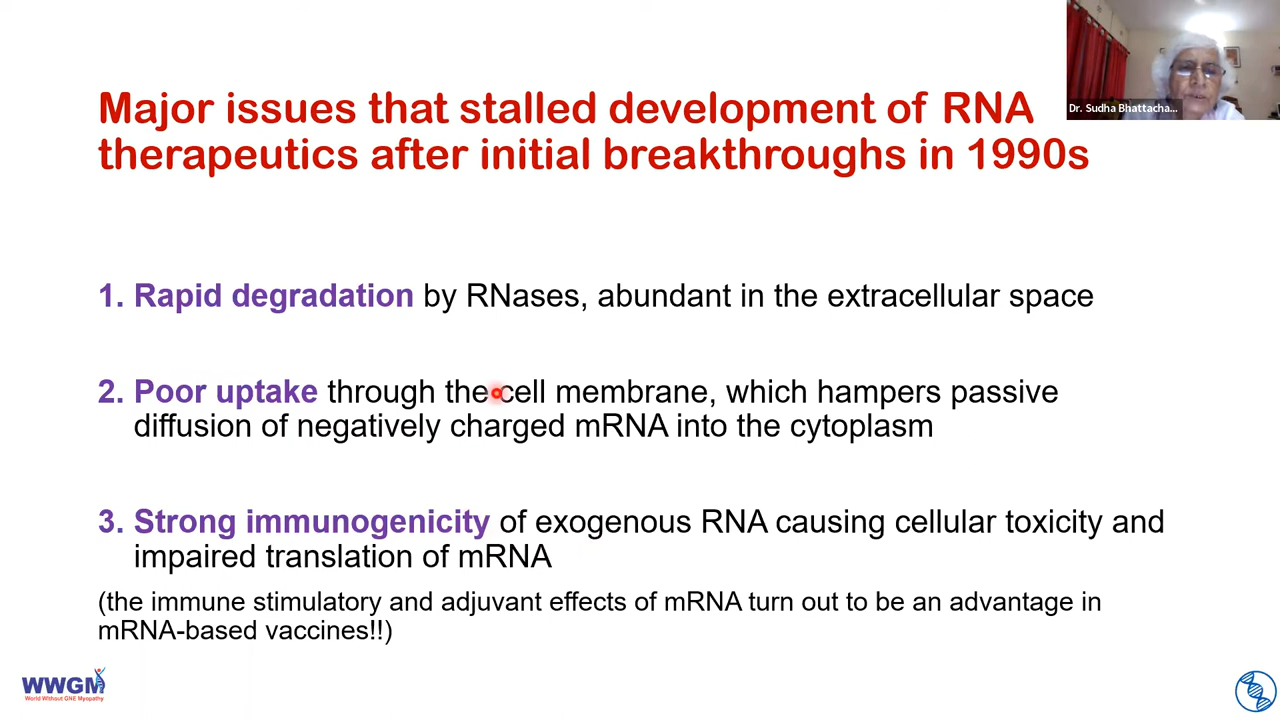 Dr. Sudha Bhattacha...
Major issues that stalled development of RNA
therapeutics after initial breakthroughs in 1990s
1. Rapid degradation by RNases, abundant in the extracellular space
2. Poor uptake through the cell membrane, which hampers passive
diffusion of negatively charged mRNA into the cytoplasm
3. Strong immunogenicity of exogenous RNA causing cellular toxicity and
impaired translation of mRNA
(the immune stimulatory and adjuvant effects of mRNA turn out to be an advantage in
mRNA-based vaccines!!)
WWGM
World Without GNE Myopathy